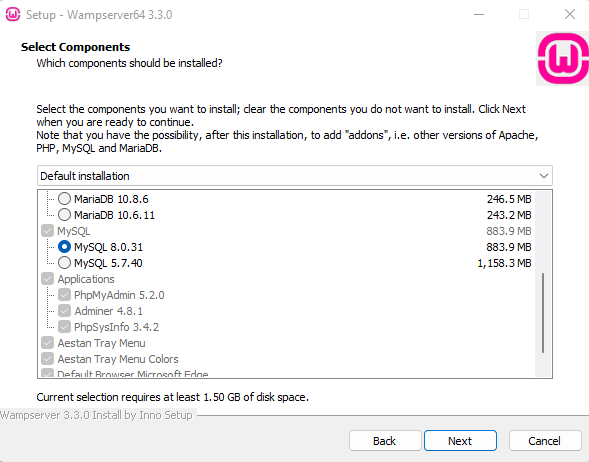 Setup - Wampserver64 3.3.0
Select Components
Which components should be installed?
Select the components you want to install; clear the components you do not want to install. Click Next
when you are ready to continue.
Note that you have the possibility, after this installation, to add "addons", i.e. other versions of Apache,
PHP, MySQL and MariaDB.
Default installation
MariaDB 10.8.6 246.5 MB
MariaDB 10.6.11 243.2 MB
MySQL 883.9 MB
MySQL 8.0.31 883.9 MB
MySQL 5.7.40 1,158.3 MB
Applications
PhpMyAdmin 5.2.0
Adminer 4.8.1
PhpSysInfo 3.4.2
Aestan Tray Menu
Aestan Tray Menu Colors
Default Browser Microsoft Edge
Current selection requires at least 1.50 GB of disk space.
Wampserver 3.3.0 Install by Inno Setup
Back Next Cancel